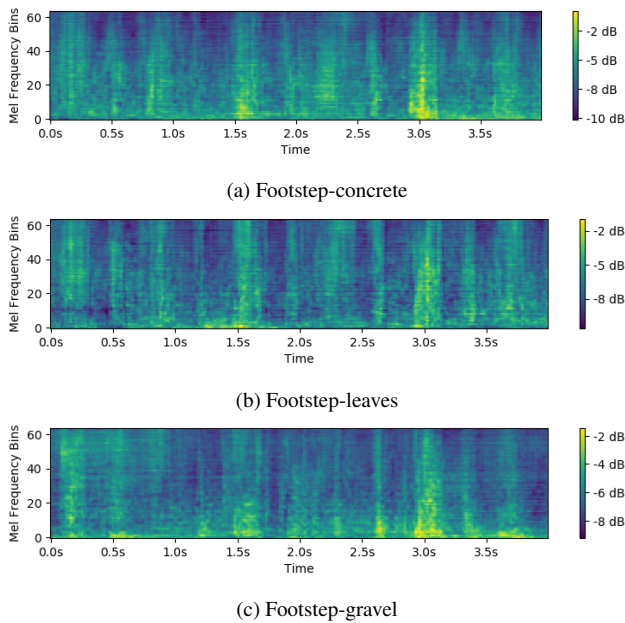 Mel Frequency Bins
60
40
20
0
0.0s 0.5s 1.0s 1.5s 2.0s 2.5s 3.0s 3.5s
Time
-2 dB
-5 dB
-8 dB
-10 dB
(a) Footstep-concrete
Mel Frequency Bins
60
40
20
0
0.0s 0.5s 1.0s 1.5s 2.0s 2.5s 3.0s 3.5s
Time
-2 dB
-5 dB
-8 dB
(b) Footstep-leaves
Mel Frequency Bins
60
40
20
0
0.0s 0.5s 1.0s 1.5s 2.0s 2.5s 3.0s 3.5s
Time
-2 dB
-4 dB
-6 dB
-8 dB
(c) Footstep-gravel